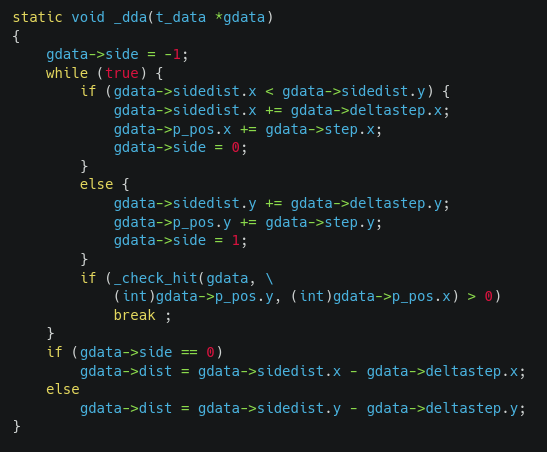 static void _dda(t_data *gdata)
{
    gdata->side = -1;
    while (true) {
        if (gdata->sidedist.x < gdata->sidedist.y) {
            gdata->sidedist.x += gdata->deltastep.x;
            gdata->p_pos.x += gdata->step.x;
            gdata->side = 0;
        }
        else {
            gdata->sidedist.y += gdata->deltastep.y;
            gdata->p_pos.y += gdata->step.y;
            gdata->side = 1;
        }
        if (_check_hit(gdata, \
            (int)gdata->p_pos.y, (int)gdata->p_pos.x) > 0)
            break ;
    }
    if (gdata->side == 0)
        gdata->dist = gdata->sidedist.x - gdata->deltastep.x;
    else
        gdata->dist = gdata->sidedist.y - gdata->deltastep.y;
}